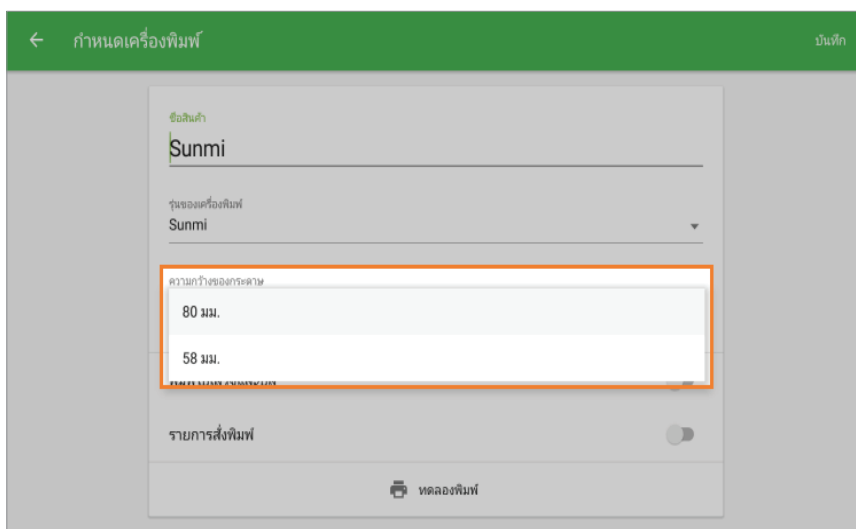 กำหนดเครื่องพิมพ์
บันทึก
ชื่อสินค้า
Sunmi
รุ่นของเครื่องพิมพ์
Sunmi
ความกว้างของกระดาษ
80 มม.
58 มม.
รายการสั่งพิมพ์
ทดลองพิมพ์